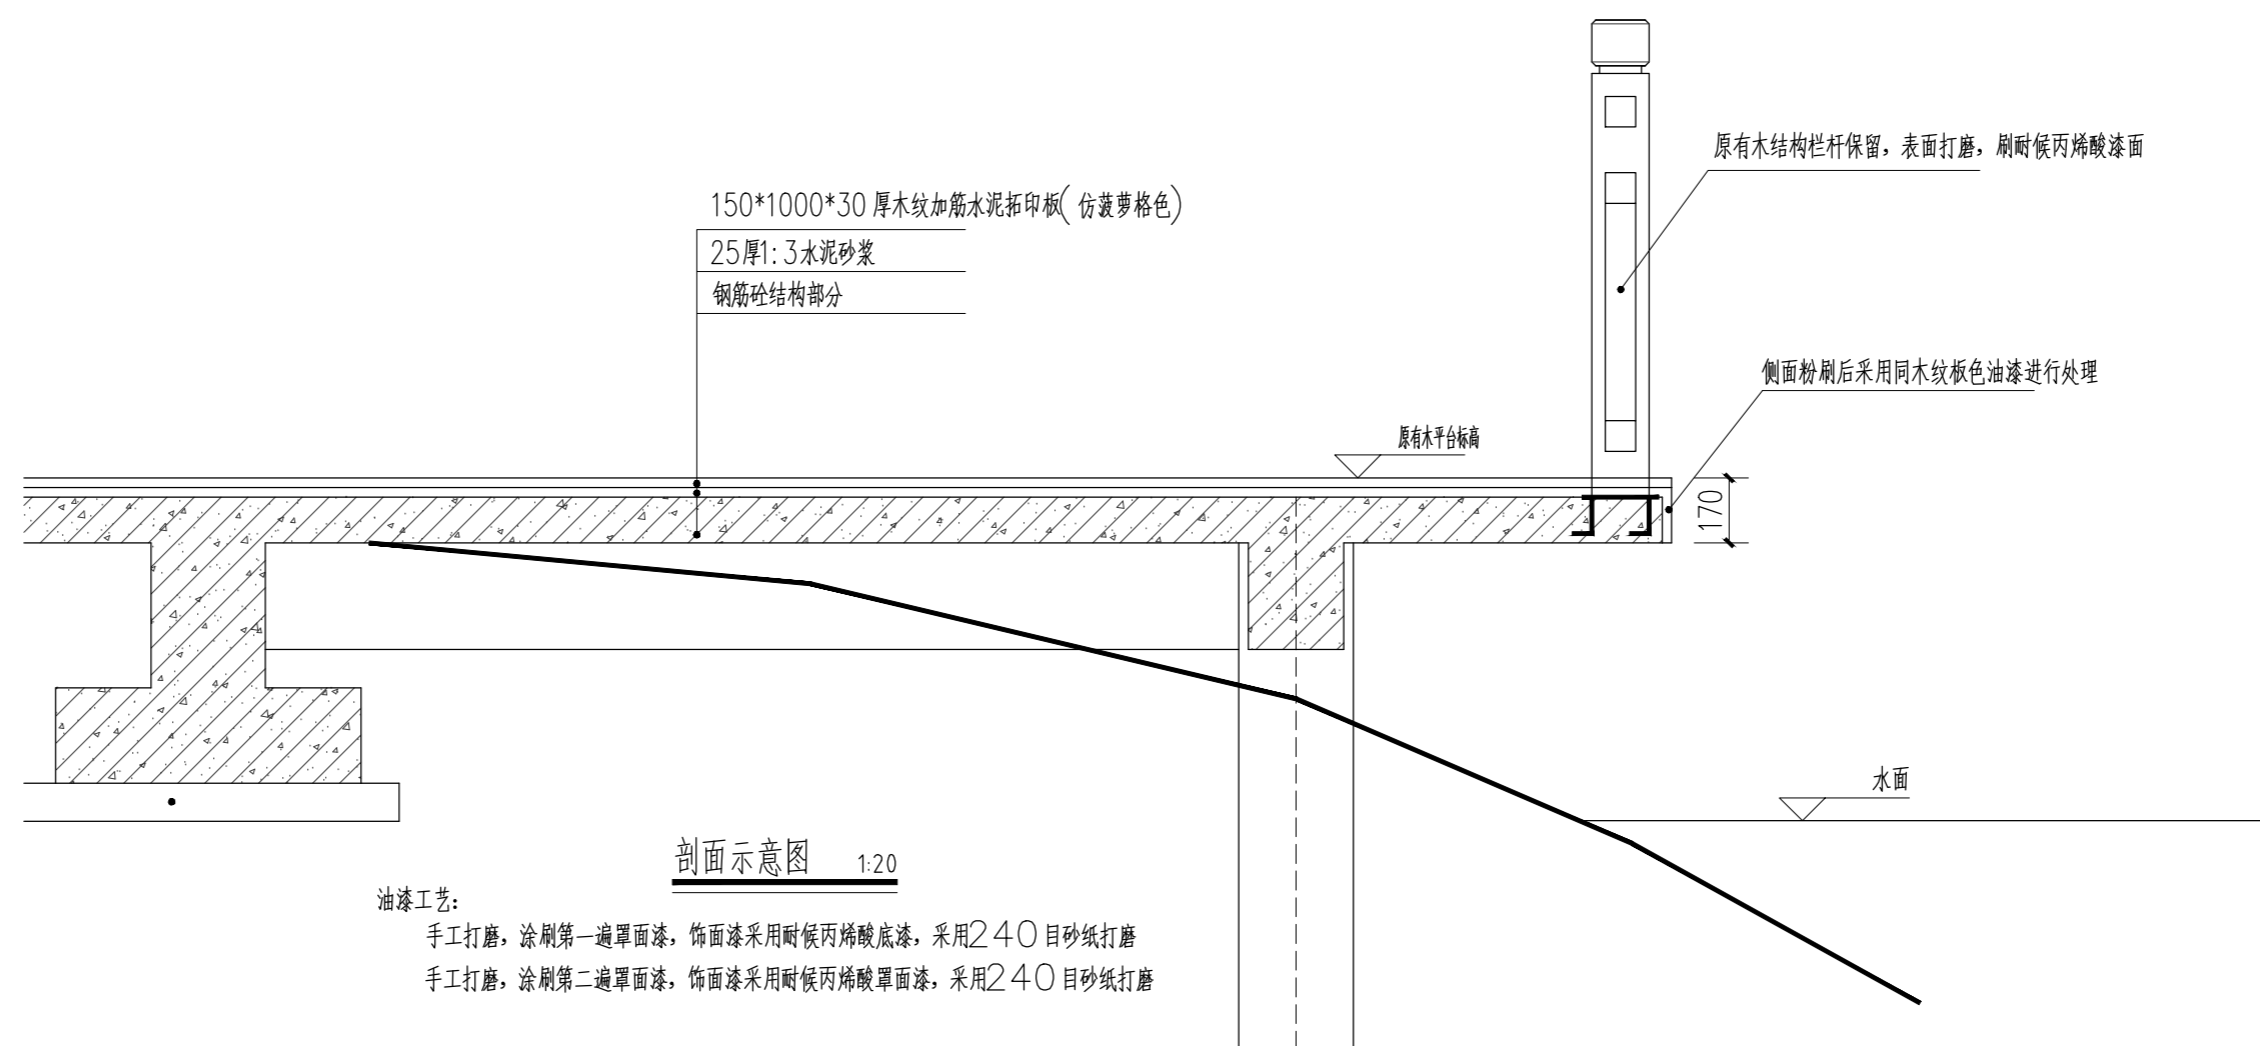 原有木结构栏杆保留，表面打磨，刷耐候丙烯酸漆面
150*1000*30厚木纹加筋水泥拓印板(仿菠萝格色)
25厚1:3水泥砂浆
钢筋砼结构部分
侧面粉刷后采用同木纹板色油漆进行处理
原有木平台标高
170
水面
剖面示意图 1:20
油漆工艺：
手工打磨，涂刷第一遍罩面漆，饰面漆采用耐候丙烯酸底漆，采用240目砂纸打磨
手工打磨，涂刷第二遍罩面漆，饰面漆采用耐候丙烯酸罩面漆，采用240目砂纸打磨